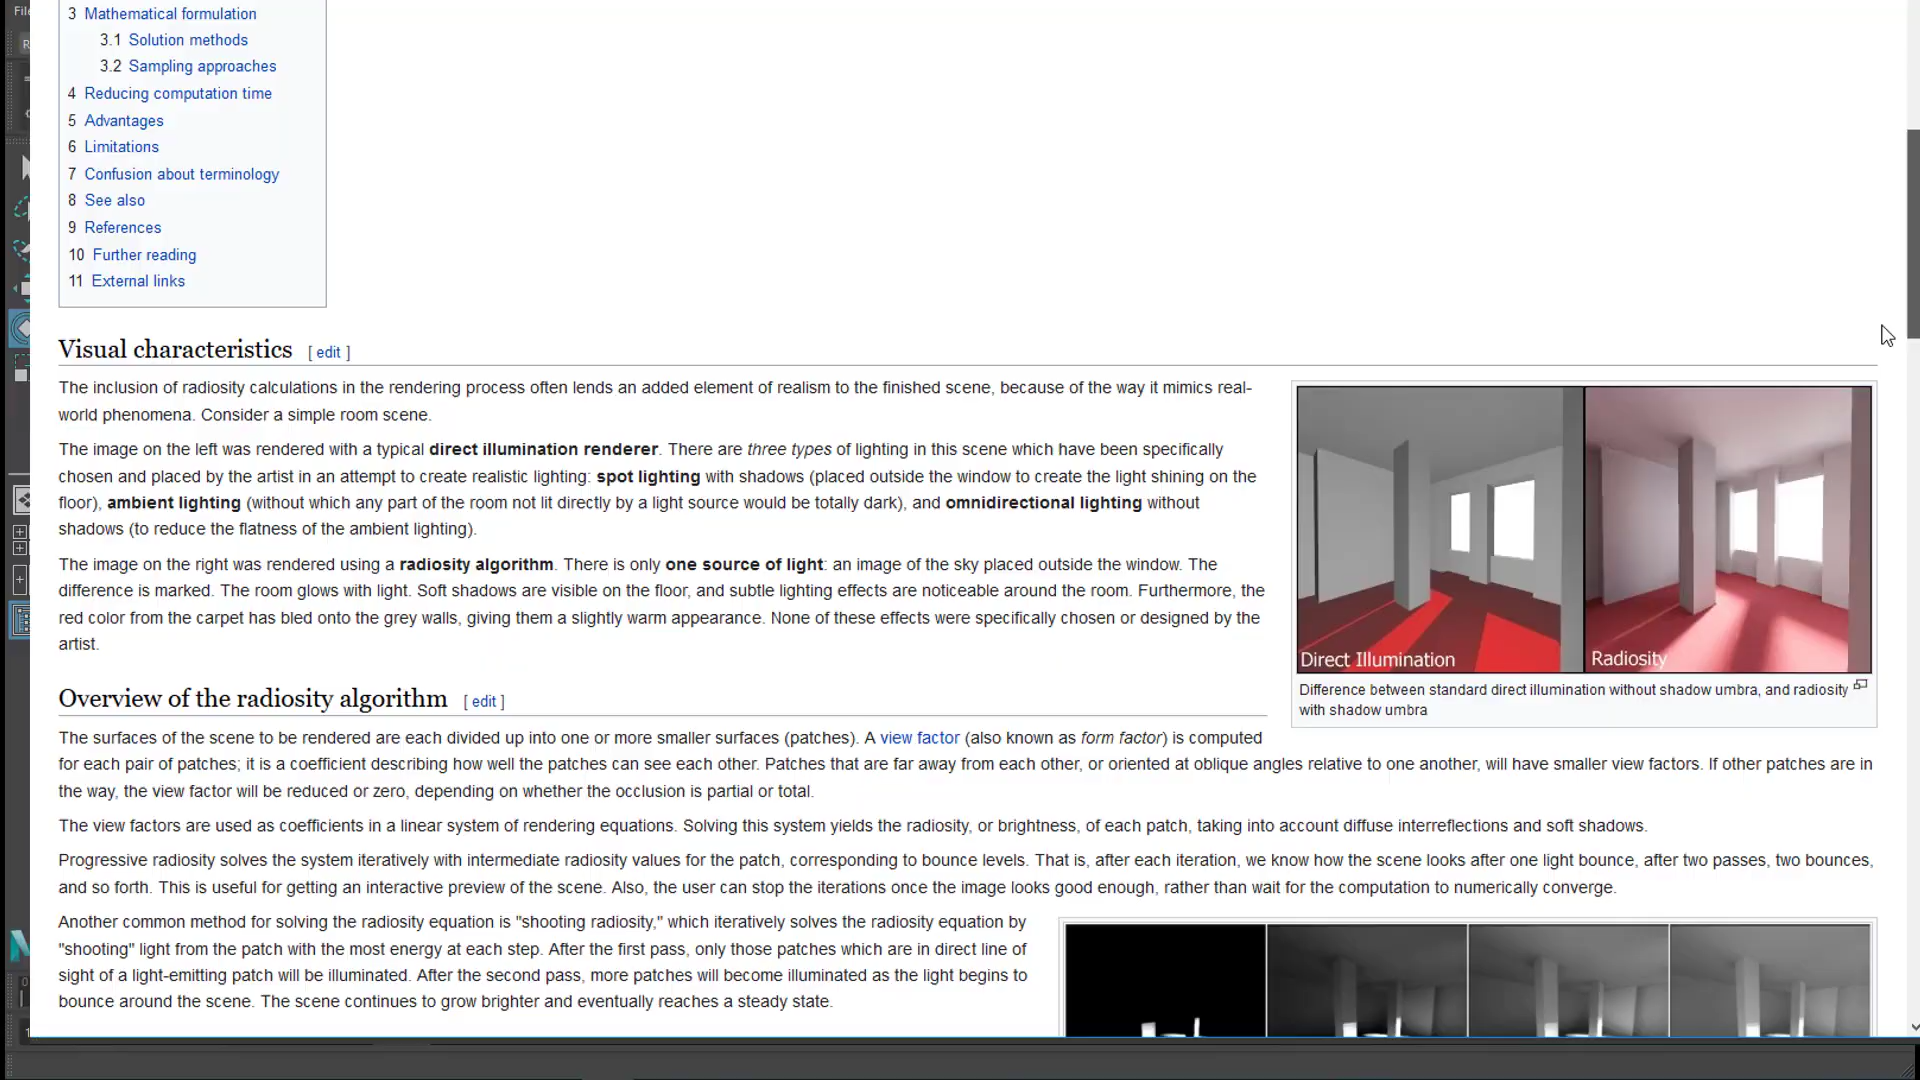 File
3 Mathematical formulation
3.1 Solution methods
3.2 Sampling approaches
4 Reducing computation time
5 Advantages
6 Limitations
7 Confusion about terminology
8 See also
9 References
10 Further reading
11 External links
Visual characteristics [ edit ]
The inclusion of radiosity calculations in the rendering process often lends an added element of realism to the finished scene, because of the way it mimics real-
world phenomena. Consider a simple room scene.
The image on the left was rendered with a typical direct illumination renderer. There are three types of lighting in this scene which have been specifically
chosen and placed by the artist in an attempt to create realistic lighting: spot lighting with shadows (placed outside the window to create the light shining on the
floor), ambient lighting (without which any part of the room not lit directly by a light source would be totally dark), and omnidirectional lighting without
shadows (to reduce the flatness of the ambient lighting).
The image on the right was rendered using a radiosity algorithm. There is only one source of light: an image of the sky placed outside the window. The
difference is marked. The room glows with light. Soft shadows are visible on the floor, and subtle lighting effects are noticeable around the room. Furthermore, the
red color from the carpet has bled onto the grey walls, giving them a slightly warm appearance. None of these effects were specifically chosen or designed by the
artist.
Direct Illumination
Radiosity
Difference between standard direct illumination without shadow umbra, and radiosity
with shadow umbra
Overview of the radiosity algorithm [ edit ]
The surfaces of the scene to be rendered are each divided up into one or more smaller surfaces (patches). A view factor (also known as form factor) is computed
for each pair of patches; it is a coefficient describing how well the patches can see each other. Patches that are far away from each other, or oriented at oblique angles relative to one another, will have smaller view factors. If other patches are in
the way, the view factor will be reduced or zero, depending on whether the occlusion is partial or total.
The view factors are used as coefficients in a linear system of rendering equations. Solving this system yields the radiosity, or brightness, of each patch, taking into account diffuse interreflections and soft shadows.
Progressive radiosity solves the system iteratively with intermediate radiosity values for the patch, corresponding to bounce levels. That is, after each iteration, we know how the scene looks after one light bounce, after two passes, two bounces,
and so forth. This is useful for getting an interactive preview of the scene. Also, the user can stop the iterations once the image looks good enough, rather than wait for the computation to numerically converge.
Another common method for solving the radiosity equation is "shooting radiosity," which iteratively solves the radiosity equation by
"shooting" light from the patch with the most energy at each step. After the first pass, only those patches which are in direct line of
sight of a light-emitting patch will be illuminated. After the second pass, more patches will become illuminated as the light begins to
bounce around the scene. The scene continues to grow brighter and eventually reaches a steady state.